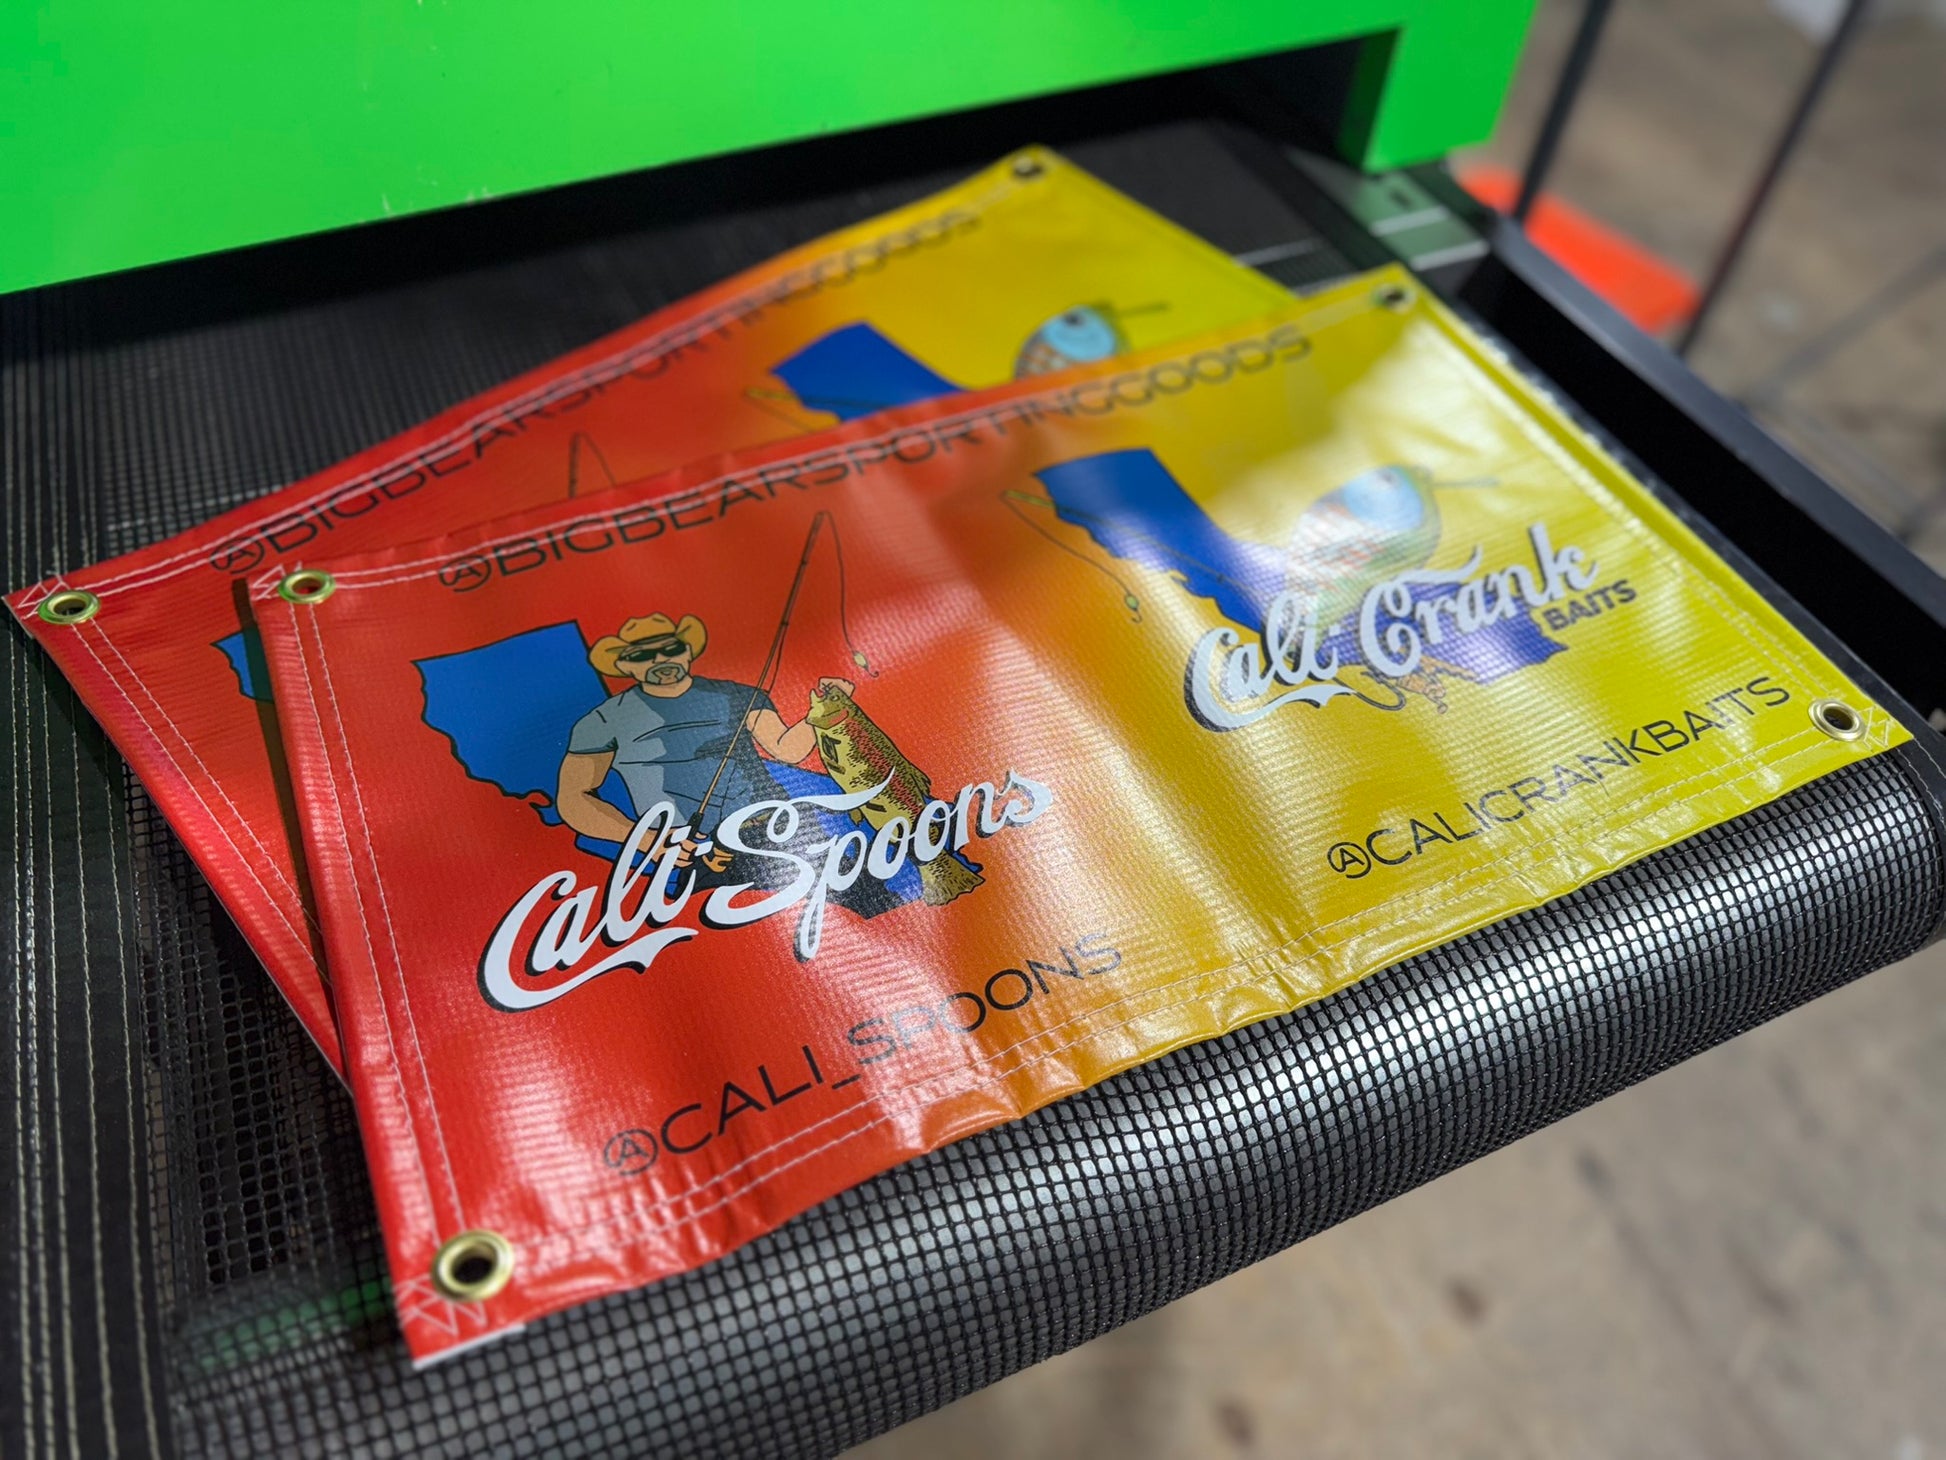 @BIGBEARSPORTINGGOODS
@BIGBEARSPORTINGGOODS
Cali Crank
BAITS
Cali-Spoons
@CALICRANKBAITS
@CALI_SPOONS